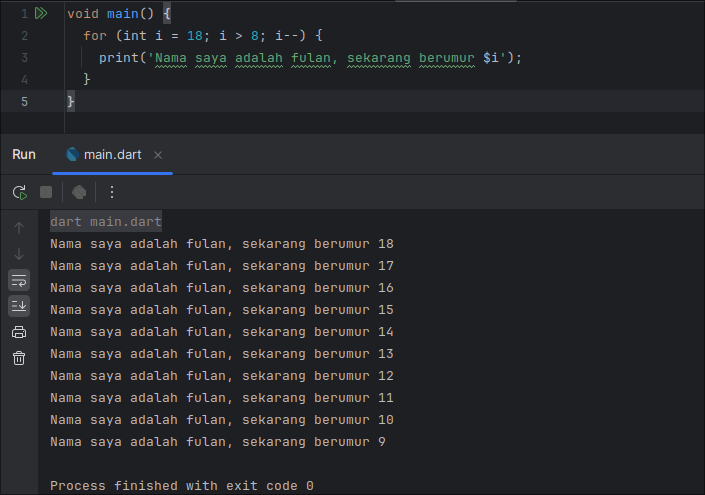 1 void main() {
2 for (int i = 18; i > 8; i--) {
3 print('Nama saya adalah fulan, sekarang berumur $i');
4 }
5 }
Run main.dart ×
dart main.dart
Nama saya adalah fulan, sekarang berumur 18
Nama saya adalah fulan, sekarang berumur 17
Nama saya adalah fulan, sekarang berumur 16
Nama saya adalah fulan, sekarang berumur 15
Nama saya adalah fulan, sekarang berumur 14
Nama saya adalah fulan, sekarang berumur 13
Nama saya adalah fulan, sekarang berumur 12
Nama saya adalah fulan, sekarang berumur 11
Nama saya adalah fulan, sekarang berumur 10
Nama saya adalah fulan, sekarang berumur 9
Process finished with exit code 0